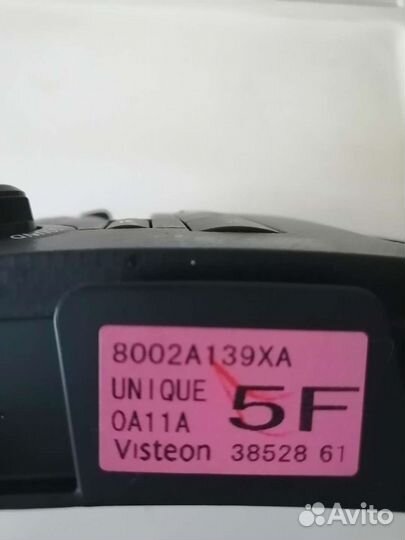 8002A139XA
UNIQUE 5F
0A11A
Visteon 38528 61
Avito